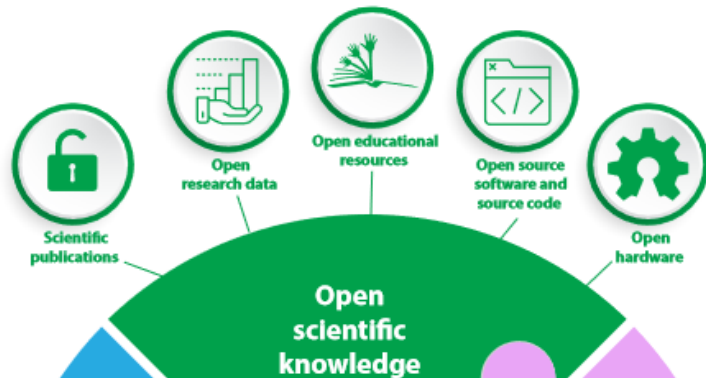 Scientific
publications
Open
research data
Open educational
resources
Open source
software and
source code
</>
Open
hardware
Open
scientific
knowledge